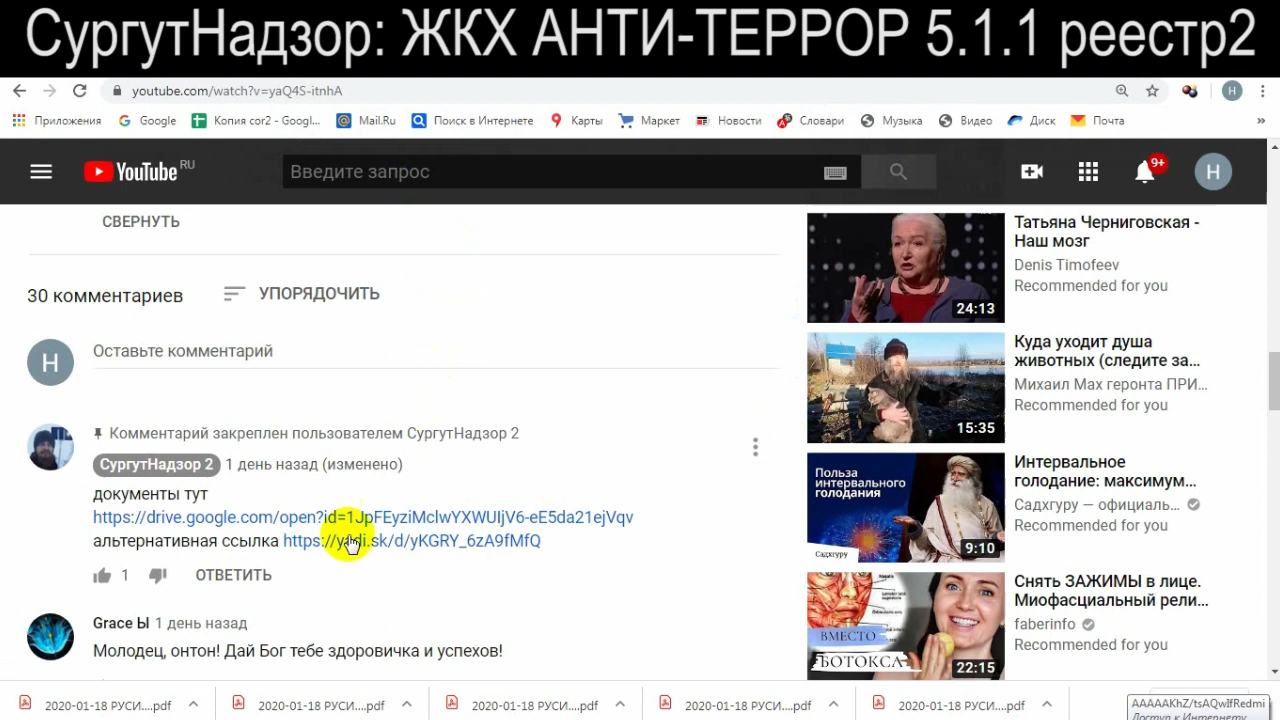 СургутНадзор: ЖКХ АНТИ-ТЕРРОР 5.1.1 реестр2
youtube.com/watch?v=yaQ4S-itnhA
Н
Приложения
Google
Копия cor2 - Googl...
Mail.Ru
Поиск в Интернете
Карты
Маркет
Новости
Словари
Музыка
Видео
Диск
Почта
»
YouTube RU
Введите запрос
9+
Н
СВЕРНУТЬ
30 комментариев
УПОРЯДОЧИТЬ
Н
Оставьте комментарий
Комментарий закреплен пользователем СургутНадзор 2
СургутНадзор 2 1 день назад (изменено)
документы тут
https://drive.google.com/open?id=1JpFEyziMclwYXWUIjV6-eE5da21ejVqv
альтернативная ссылка https://yadi.sk/d/yKGRY_6zA9fMfQ
1
ОТВЕТИТЬ
Grace Ы 1 день назад
Молодец, онтон! Дай Бог тебе здоровичка и успехов!
24:13
Татьяна Черниговская -
Наш мозг
Denis Timofeev
Recommended for you
15:35
Куда уходит душа
животных (следите за...
Михаил Мах геронта ПРИ...
Recommended for you
Польза
интервального
голодания
Садхгуру
9:10
Интервальное
голодание: максимум...
Садхгуру — официаль...
Recommended for you
ВМЕСТО
БОТОКСА
22:15
Снять ЗАЖИМЫ в лице.
Миофасциальный рели...
faberinfo
Recommended for you
2020-01-18 РУСИ....pdf
2020-01-18 РУСИ....pdf
2020-01-18 РУСИ....pdf
2020-01-18 РУСИ....pdf
2020-01-18 РУСИ....pdf
AAAAAKhZ/tsAQwIfRedmi
Доступ к Интернету